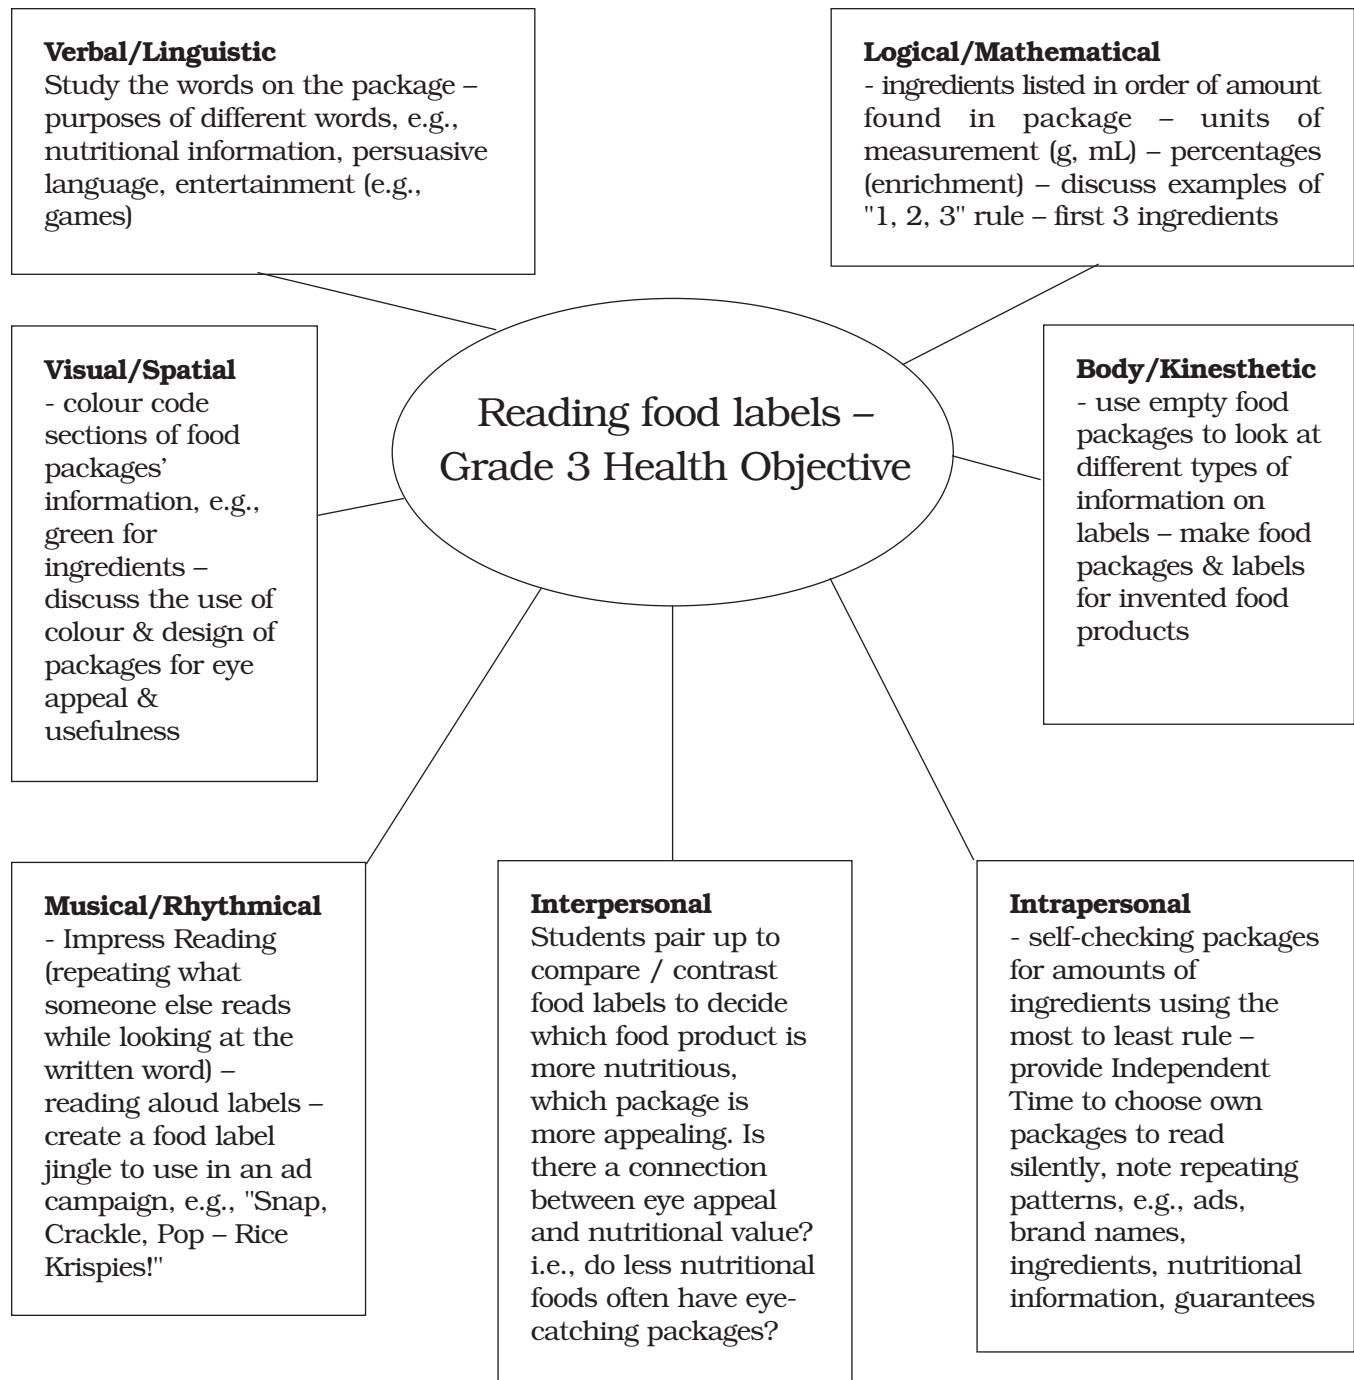 Verbal/Linguistic
Study the words on the package –
purposes of different words, e.g.,
nutritional information, persuasive
language, entertainment (e.g.,
games)
Logical/Mathematical
- ingredients listed in order of amount
found in package – units of
measurement (g, mL) – percentages
(enrichment) – discuss examples of
"1, 2, 3" rule – first 3 ingredients
Visual/Spatial
- colour code
sections of food
packages’
information, e.g.,
green for
ingredients –
discuss the use of
colour & design of
packages for eye
appeal &
usefulness
Reading food labels –
Grade 3 Health Objective
Body/Kinesthetic
- use empty food
packages to look at
different types of
information on
labels – make food
packages & labels
for invented food
products
Musical/Rhythmical
- Impress Reading
(repeating what
someone else reads
while looking at the
written word) –
reading aloud labels –
create a food label
jingle to use in an ad
campaign, e.g., "Snap,
Crackle, Pop – Rice
Krispies!"
Interpersonal
Students pair up to
compare / contrast
food labels to decide
which food product is
more nutritious,
which package is
more appealing. Is
there a connection
between eye appeal
and nutritional value?
i.e., do less nutritional
foods often have eye-
catching packages?
Intrapersonal
- self-checking packages
for amounts of
ingredients using the
most to least rule –
provide Independent
Time to choose own
packages to read
silently, note repeating
patterns, e.g., ads,
brand names,
ingredients, nutritional
information, guarantees